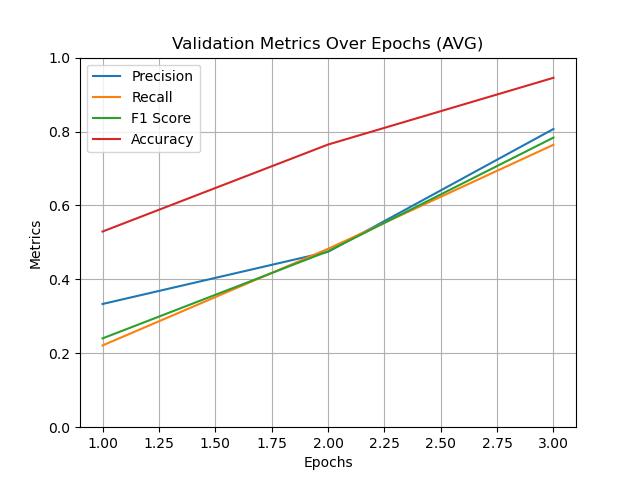 Validation Metrics Over Epochs (AVG)
1.0
0.8
0.6
0.4
0.2
0.0
Metrics
Precision
Recall
F1 Score
Accuracy
1.00 1.25 1.50 1.75 2.00 2.25 2.50 2.75 3.00
Epochs